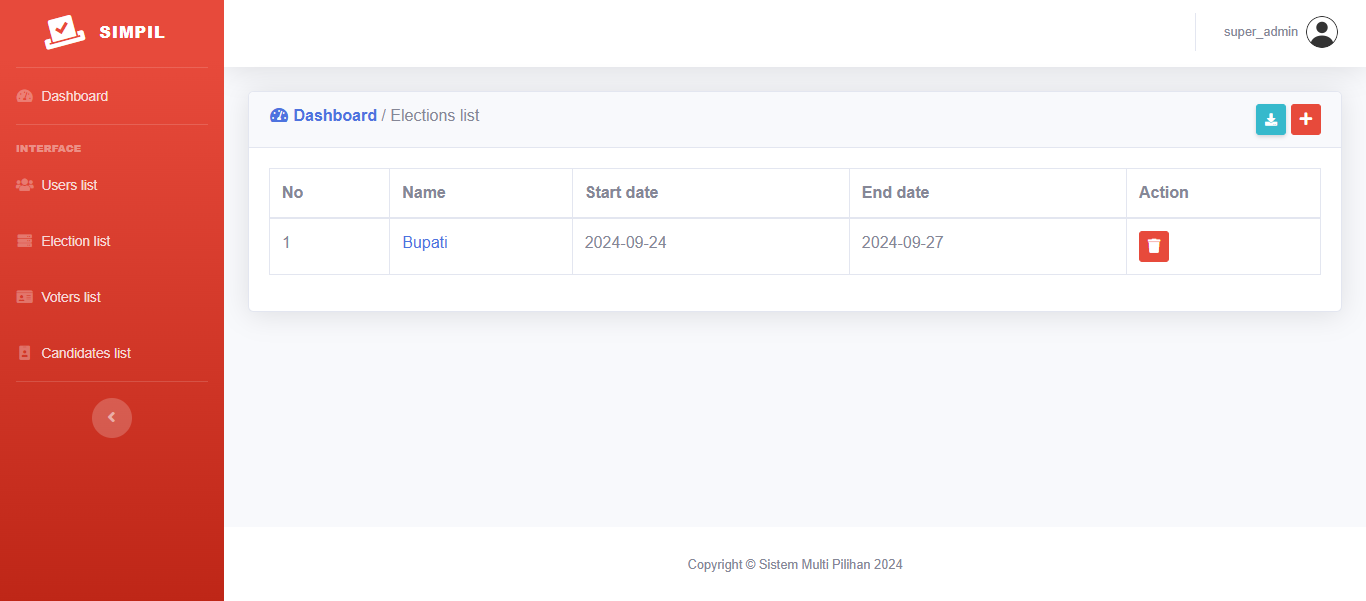 SIMPIL
super_admin
Dashboard
INTERFACE
Users list
Election list
Voters list
Candidates list
Dashboard / Elections list
No Name Start date End date Action
1 Bupati 2024-09-24 2024-09-27
Copyright © Sistem Multi Pilihan 2024